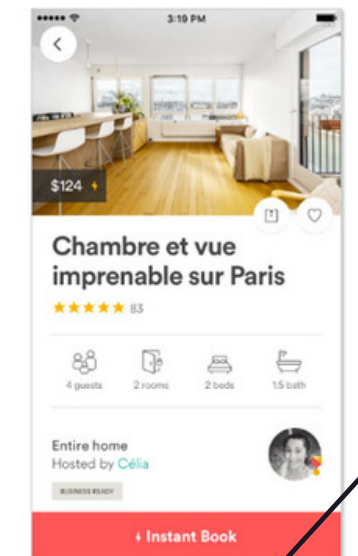 3:19 PM
$124
Chambre et vue
imprenable sur Paris
83
4 guests 2 rooms 2 beds 1.5 bath
Entire home
Hosted by Célia
BUSINESS READY
Instant Book